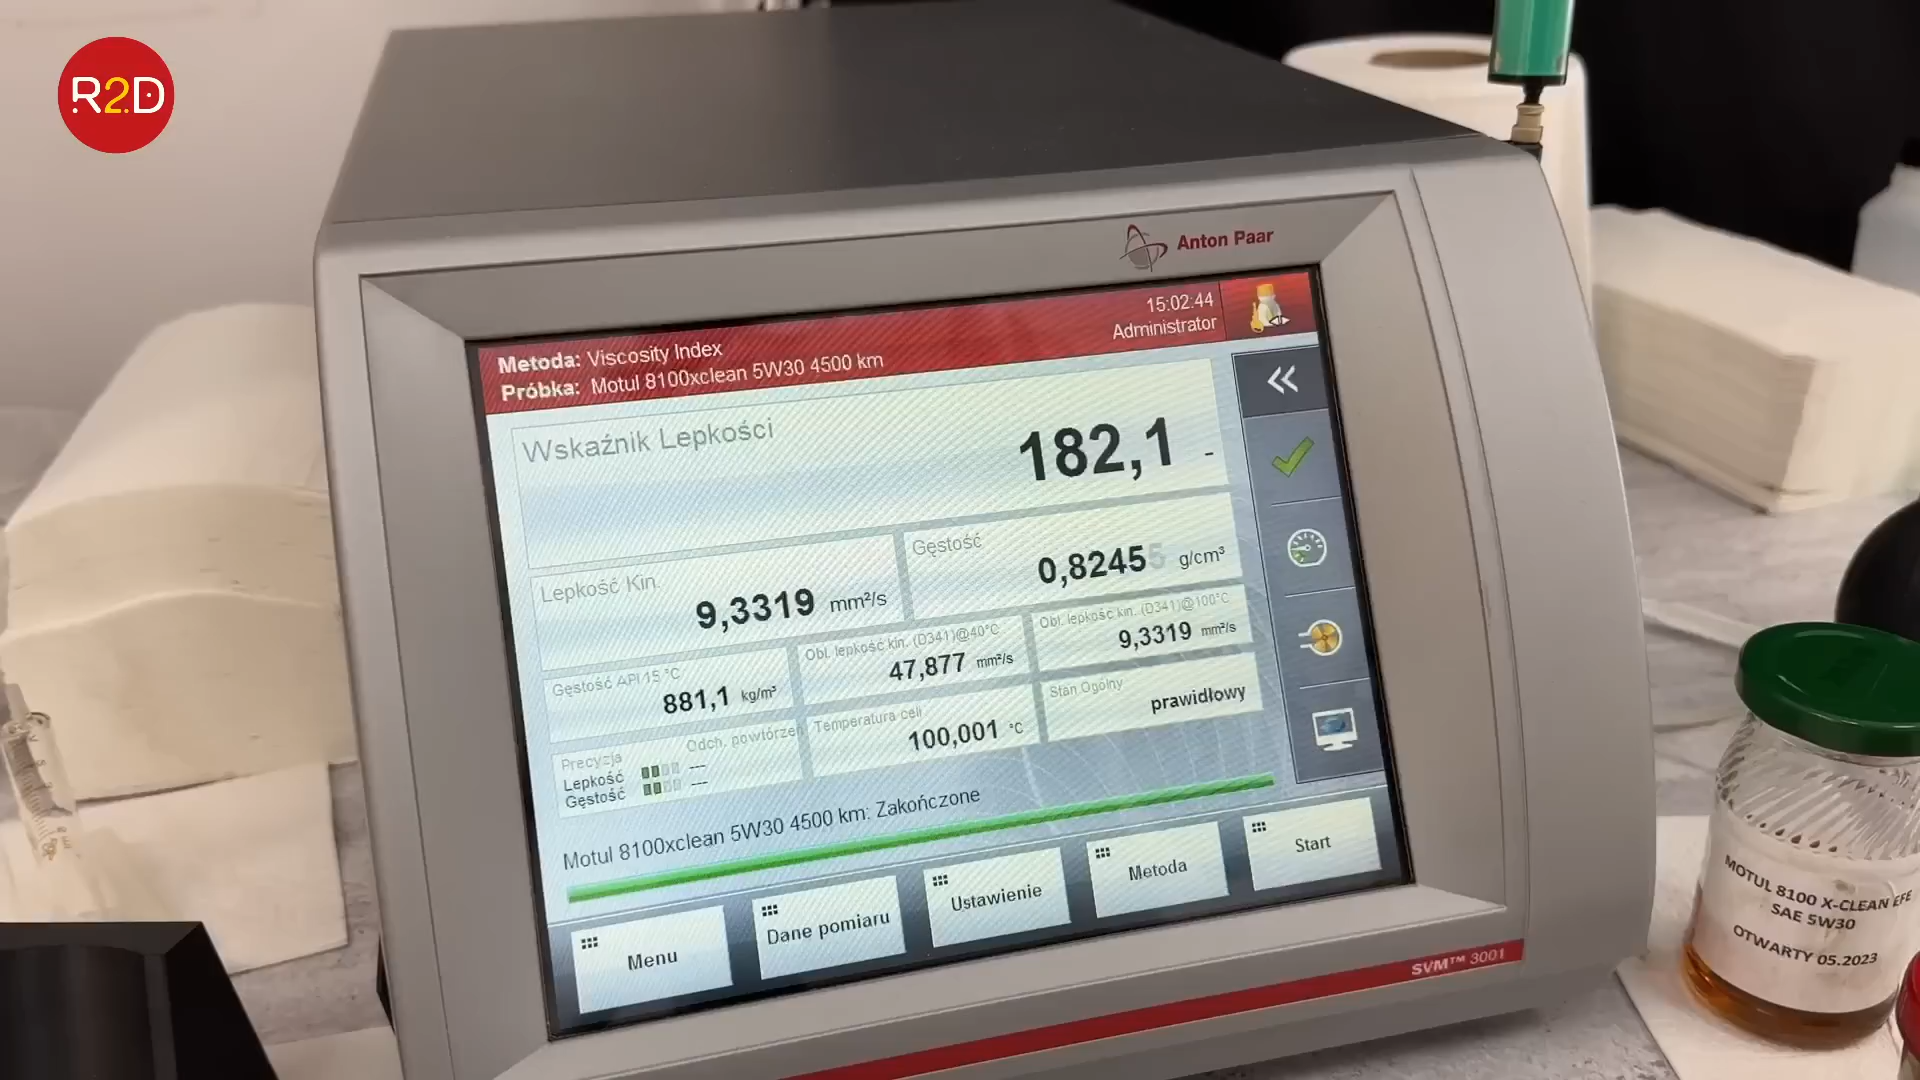 R2D
Anton Paar
15:02:44
Administrator
Metoda: Viscosity Index
Próbka: Motul 8100xclean 5W30 4500 km
Wskaźnik Lepkości
182,1 -
Lepkość Kin.
9,3319 mm²/s
Gęstość
0,82455 g/cm³
Gęstość API 15 °C
881,1 kg/m³
Obl. lepkość kin. (D341)@40°C
47,877 mm²/s
Obl. lepkość kin. (D341)@100°C
9,3319 mm²/s
Precyzja Odch. powtórzeń
Lepkość ---
Gęstość ---
Temperatura celi
100,001 °C
Stan Ogólny
prawidłowy
Motul 8100xclean 5W30 4500 km: Zakończone
Menu
Dane pomiaru
Ustawienie
Metoda
Start
SVM™ 3001
MOTUL 8100 X-CLEAN EFE
SAE 5W30
OTWARTY 05.2023